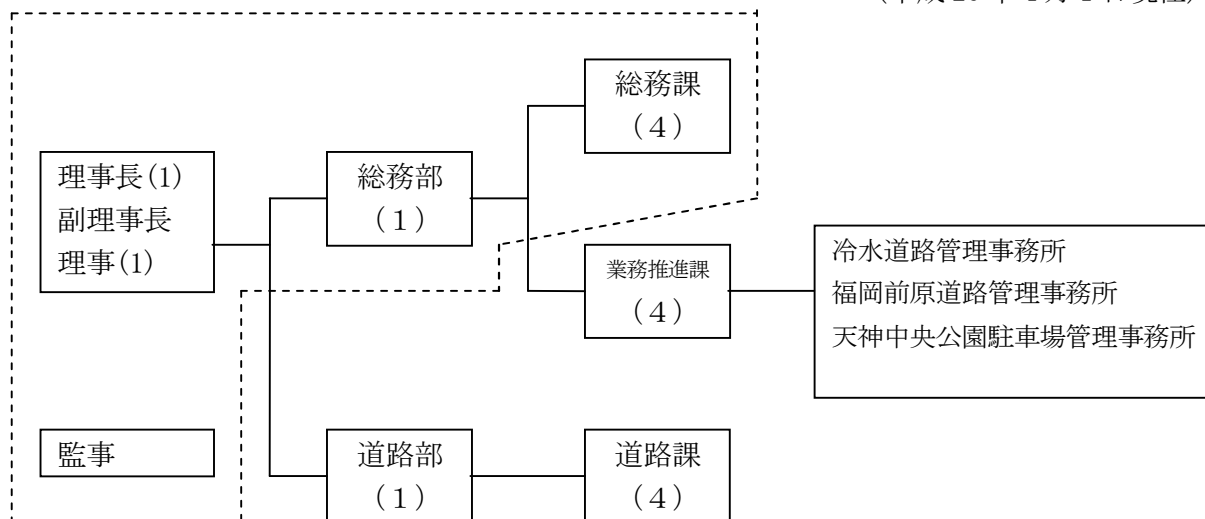 総務課
（4）
理事長(1)
副理事長
理事(1)
総務部
（1）
業務推進課
（4）
冷水道路管理事務所
福岡前原道路管理事務所
天神中央公園駐車場管理事務所
監事
道路部
（1）
道路課
（4）